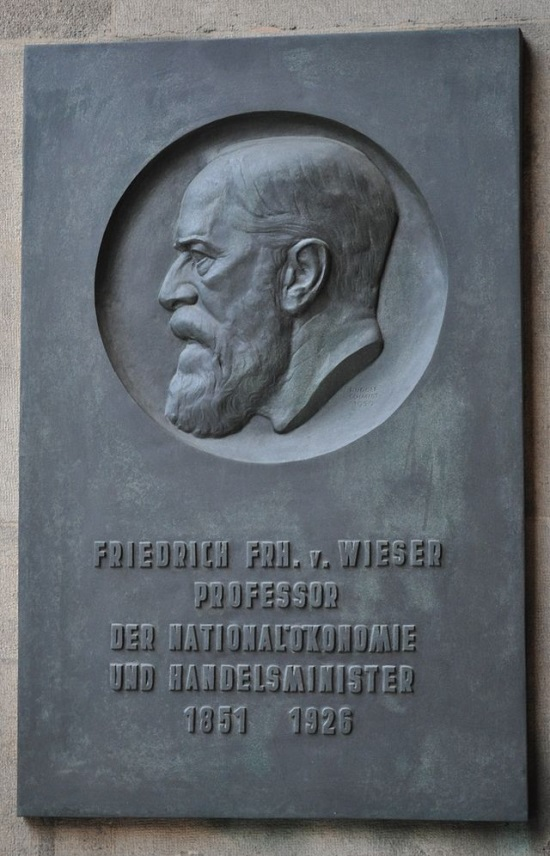 FRIEDRICH FRH. v. WIESER
PROFESSOR
DER NATIONALÖKONOMIE
UND HANDELSMINISTER
1851 1926